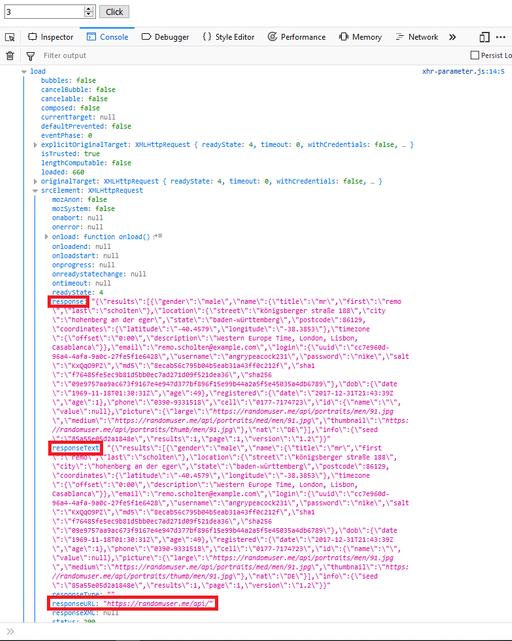 3 Click
Inspector Console Debugger Style Editor Performance Memory Network
Filter output Persist Lo
load xhr-parameter.js:14:5
bubbles: false
cancelBubble: false
cancelable: false
composed: false
currentTarget: null
defaultPrevented: false
eventPhase: 0
explicitOriginalTarget: XMLHttpRequest { readyState: 4, timeout: 0, withCredentials: false, … }
isTrusted: true
lengthComputable: false
loaded: 660
originalTarget: XMLHttpRequest { readyState: 4, timeout: 0, withCredentials: false, … }
srcElement: XMLHttpRequest
mozAnon: false
mozSystem: false
onabort: null
onerror: null
onload: function onload()
onloadend: null
onloadstart: null
onprogress: null
onreadystatechange: null
ontimeout: null
readyState: 4
response: "{\"results\":[{\"gender\":\"male\",\"name\":{\"title\":\"mr\",\"first\":\"remo
\",\"last\":\"scholten\"},\"location\":{\"street\":\"königsberger straße 188\",\"city
\":\"hohenberg an der eger\",\"state\":\"baden-württemberg\",\"postcode\":86129,
\"coordinates\":{\"latitude\":\"-40.4579\",\"longitude\":\"-38.3853\"},\"timezone
\":{\"offset\":\"0:00\",\"description\":\"Western Europe Time, London, Lisbon,
Casablanca\"}},\"email\":\"remo.scholten@example.com\",\"login\":{\"uuid\":\"cc7e960d-
96a4-4afa-9a0c-27fe5f1e6428\",\"username\":\"angrypeacock231\",\"password\":\"nike\",\"salt
\":\"KxQqO9PZ\",\"md5\":\"8ecab56c795b04b5eab31a43ff0c212f\",\"sha1
\":\"f76485fe5ec9b81d5bb0ec7ad271d09f521dea36\",\"sha256
\":\"09e9757aa9ac673f9167e4e947d377bf896f15e99b44a2a5f5e45035a4db6789\"},\"dob\":{\"date
\":\"1969-11-18T01:30:31Z\",\"age\":49},\"registered\":{\"date\":\"2017-12-31T21:43:39Z
\",\"age\":1},\"phone\":\"0390-9331518\",\"cell\":\"0177-7174723\",\"id\":{\"name\":\"\",
\"value\":null},\"picture\":{\"large\":\"https://randomuser.me/api/portraits/men/91.jpg
\",\"medium\":\"https://randomuser.me/api/portraits/med/men/91.jpg\",\"thumbnail\":\"https:
//randomuser.me/api/portraits/thumb/men/91.jpg\"},\"nat\":\"DE\"}],\"info\":{\"seed
\":\"85a55e05d2a1848e\",\"results\":1,\"page\":1,\"version\":\"1.2\"}}"
responseText: "{\"results\":[{\"gender\":\"male\",\"name\":{\"title\":\"mr\",\"first
\":\"remo\",\"last\":\"scholten\"},\"location\":{\"street\":\"königsberger straße 188\",
\"city\":\"hohenberg an der eger\",\"state\":\"baden-württemberg\",\"postcode\":86129,
\"coordinates\":{\"latitude\":\"-40.4579\",\"longitude\":\"-38.3853\"},\"timezone
\":{\"offset\":\"0:00\",\"description\":\"Western Europe Time, London, Lisbon,
Casablanca\"}},\"email\":\"remo.scholten@example.com\",\"login\":{\"uuid\":\"cc7e960d-
96a4-4afa-9a0c-27fe5f1e6428\",\"username\":\"angrypeacock231\",\"password\":\"nike\",\"salt
\":\"KxQqO9PZ\",\"md5\":\"8ecab56c795b04b5eab31a43ff0c212f\",\"sha1
\":\"f76485fe5ec9b81d5bb0ec7ad271d09f521dea36\",\"sha256
\":\"09e9757aa9ac673f9167e4e947d377bf896f15e99b44a2a5f5e45035a4db6789\"},\"dob\":{\"date
\":\"1969-11-18T01:30:31Z\",\"age\":49},\"registered\":{\"date\":\"2017-12-31T21:43:39Z
\",\"age\":1},\"phone\":\"0390-9331518\",\"cell\":\"0177-7174723\",\"id\":{\"name\":\"\",
\"value\":null},\"picture\":{\"large\":\"https://randomuser.me/api/portraits/men/91.jpg
\",\"medium\":\"https://randomuser.me/api/portraits/med/men/91.jpg\",\"thumbnail\":\"https:
//randomuser.me/api/portraits/thumb/men/91.jpg\"},\"nat\":\"DE\"}],\"info\":{\"seed
\":\"85a55e05d2a1848e\",\"results\":1,\"page\":1,\"version\":\"1.2\"}}"
responseType: ""
responseURL: "https://randomuser.me/api/"
responseXML: null
status: 200